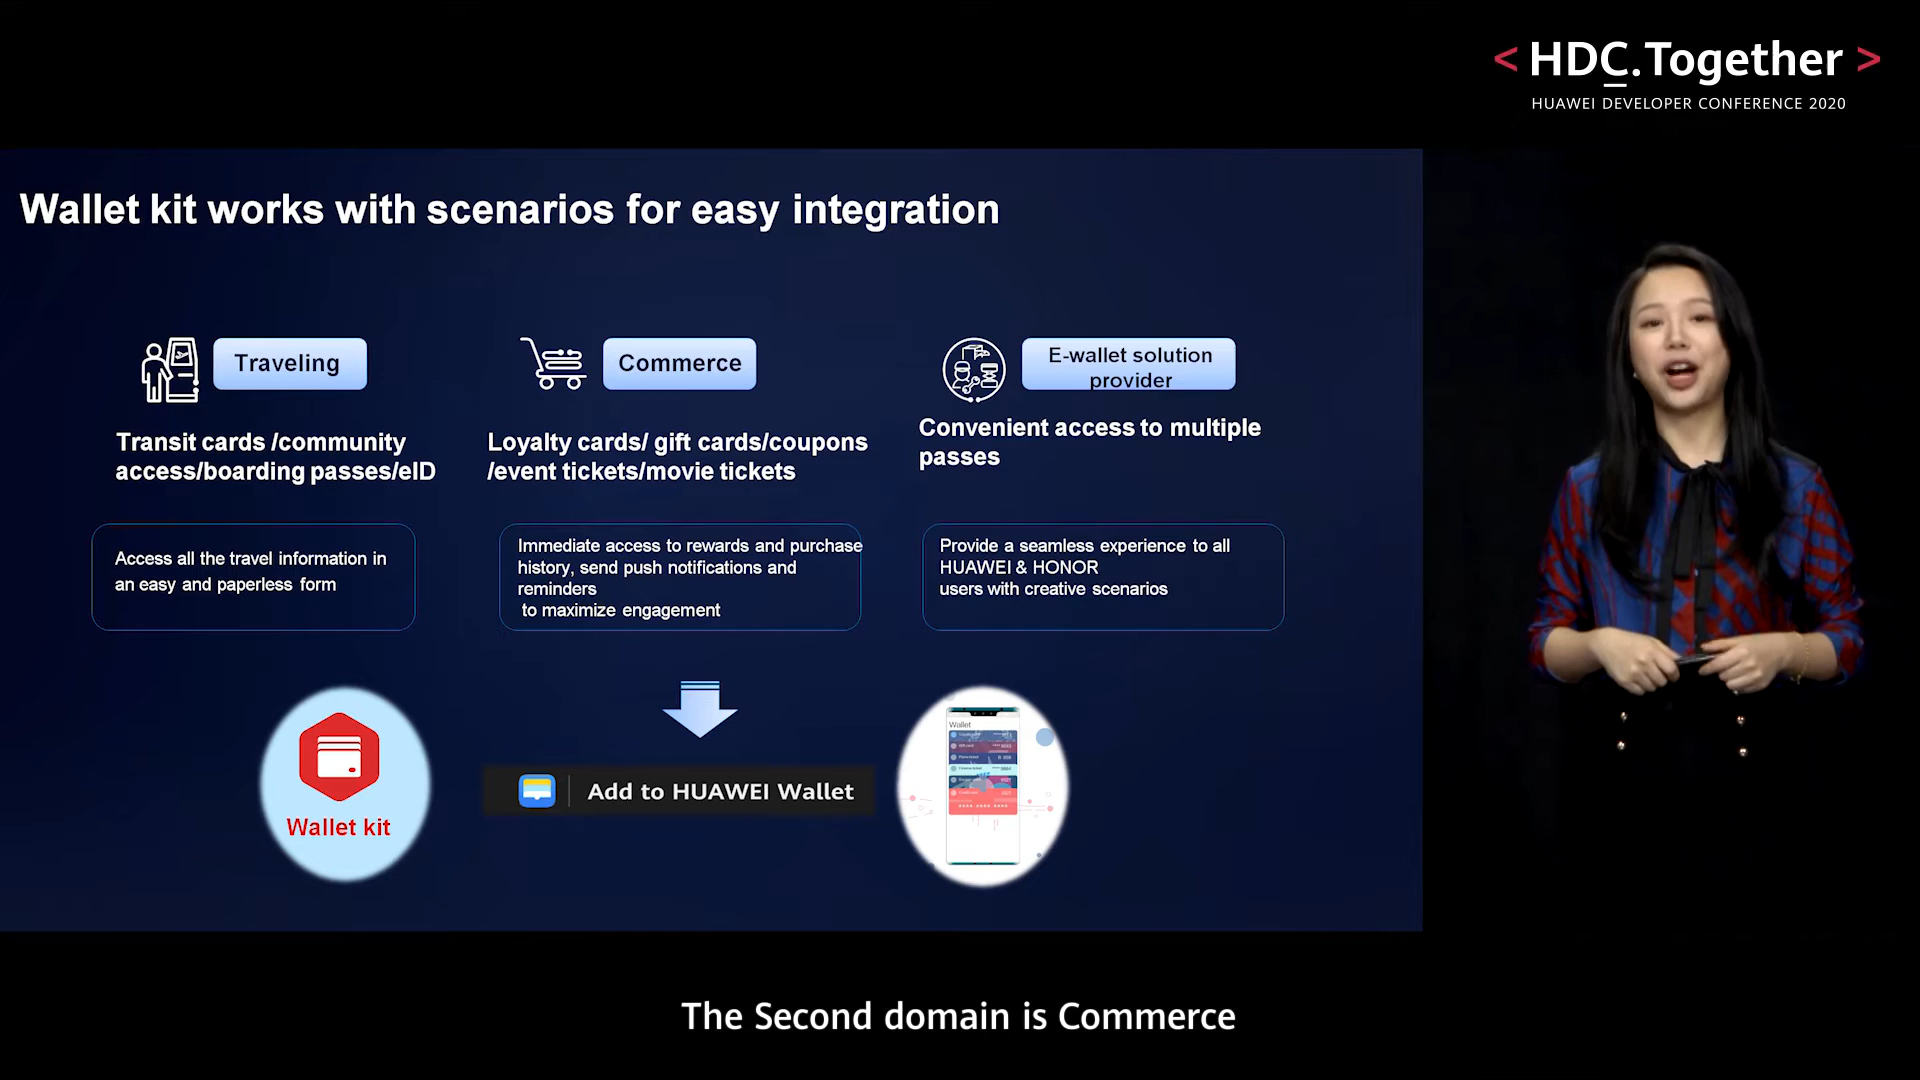 < HDC.Together >
HUAWEI DEVELOPER CONFERENCE 2020
Wallet kit works with scenarios for easy integration
Traveling
Transit cards /community
access/boarding passes/eID
Access all the travel information in
an easy and paperless form
Commerce
Loyalty cards/ gift cards/coupons
/event tickets/movie tickets
Immediate access to rewards and purchase
history, send push notifications and
reminders
to maximize engagement
E-wallet solution
provider
Convenient access to multiple
passes
Provide a seamless experience to all
HUAWEI & HONOR
users with creative scenarios
Wallet kit
Add to HUAWEI Wallet
Wallet
The Second domain is Commerce